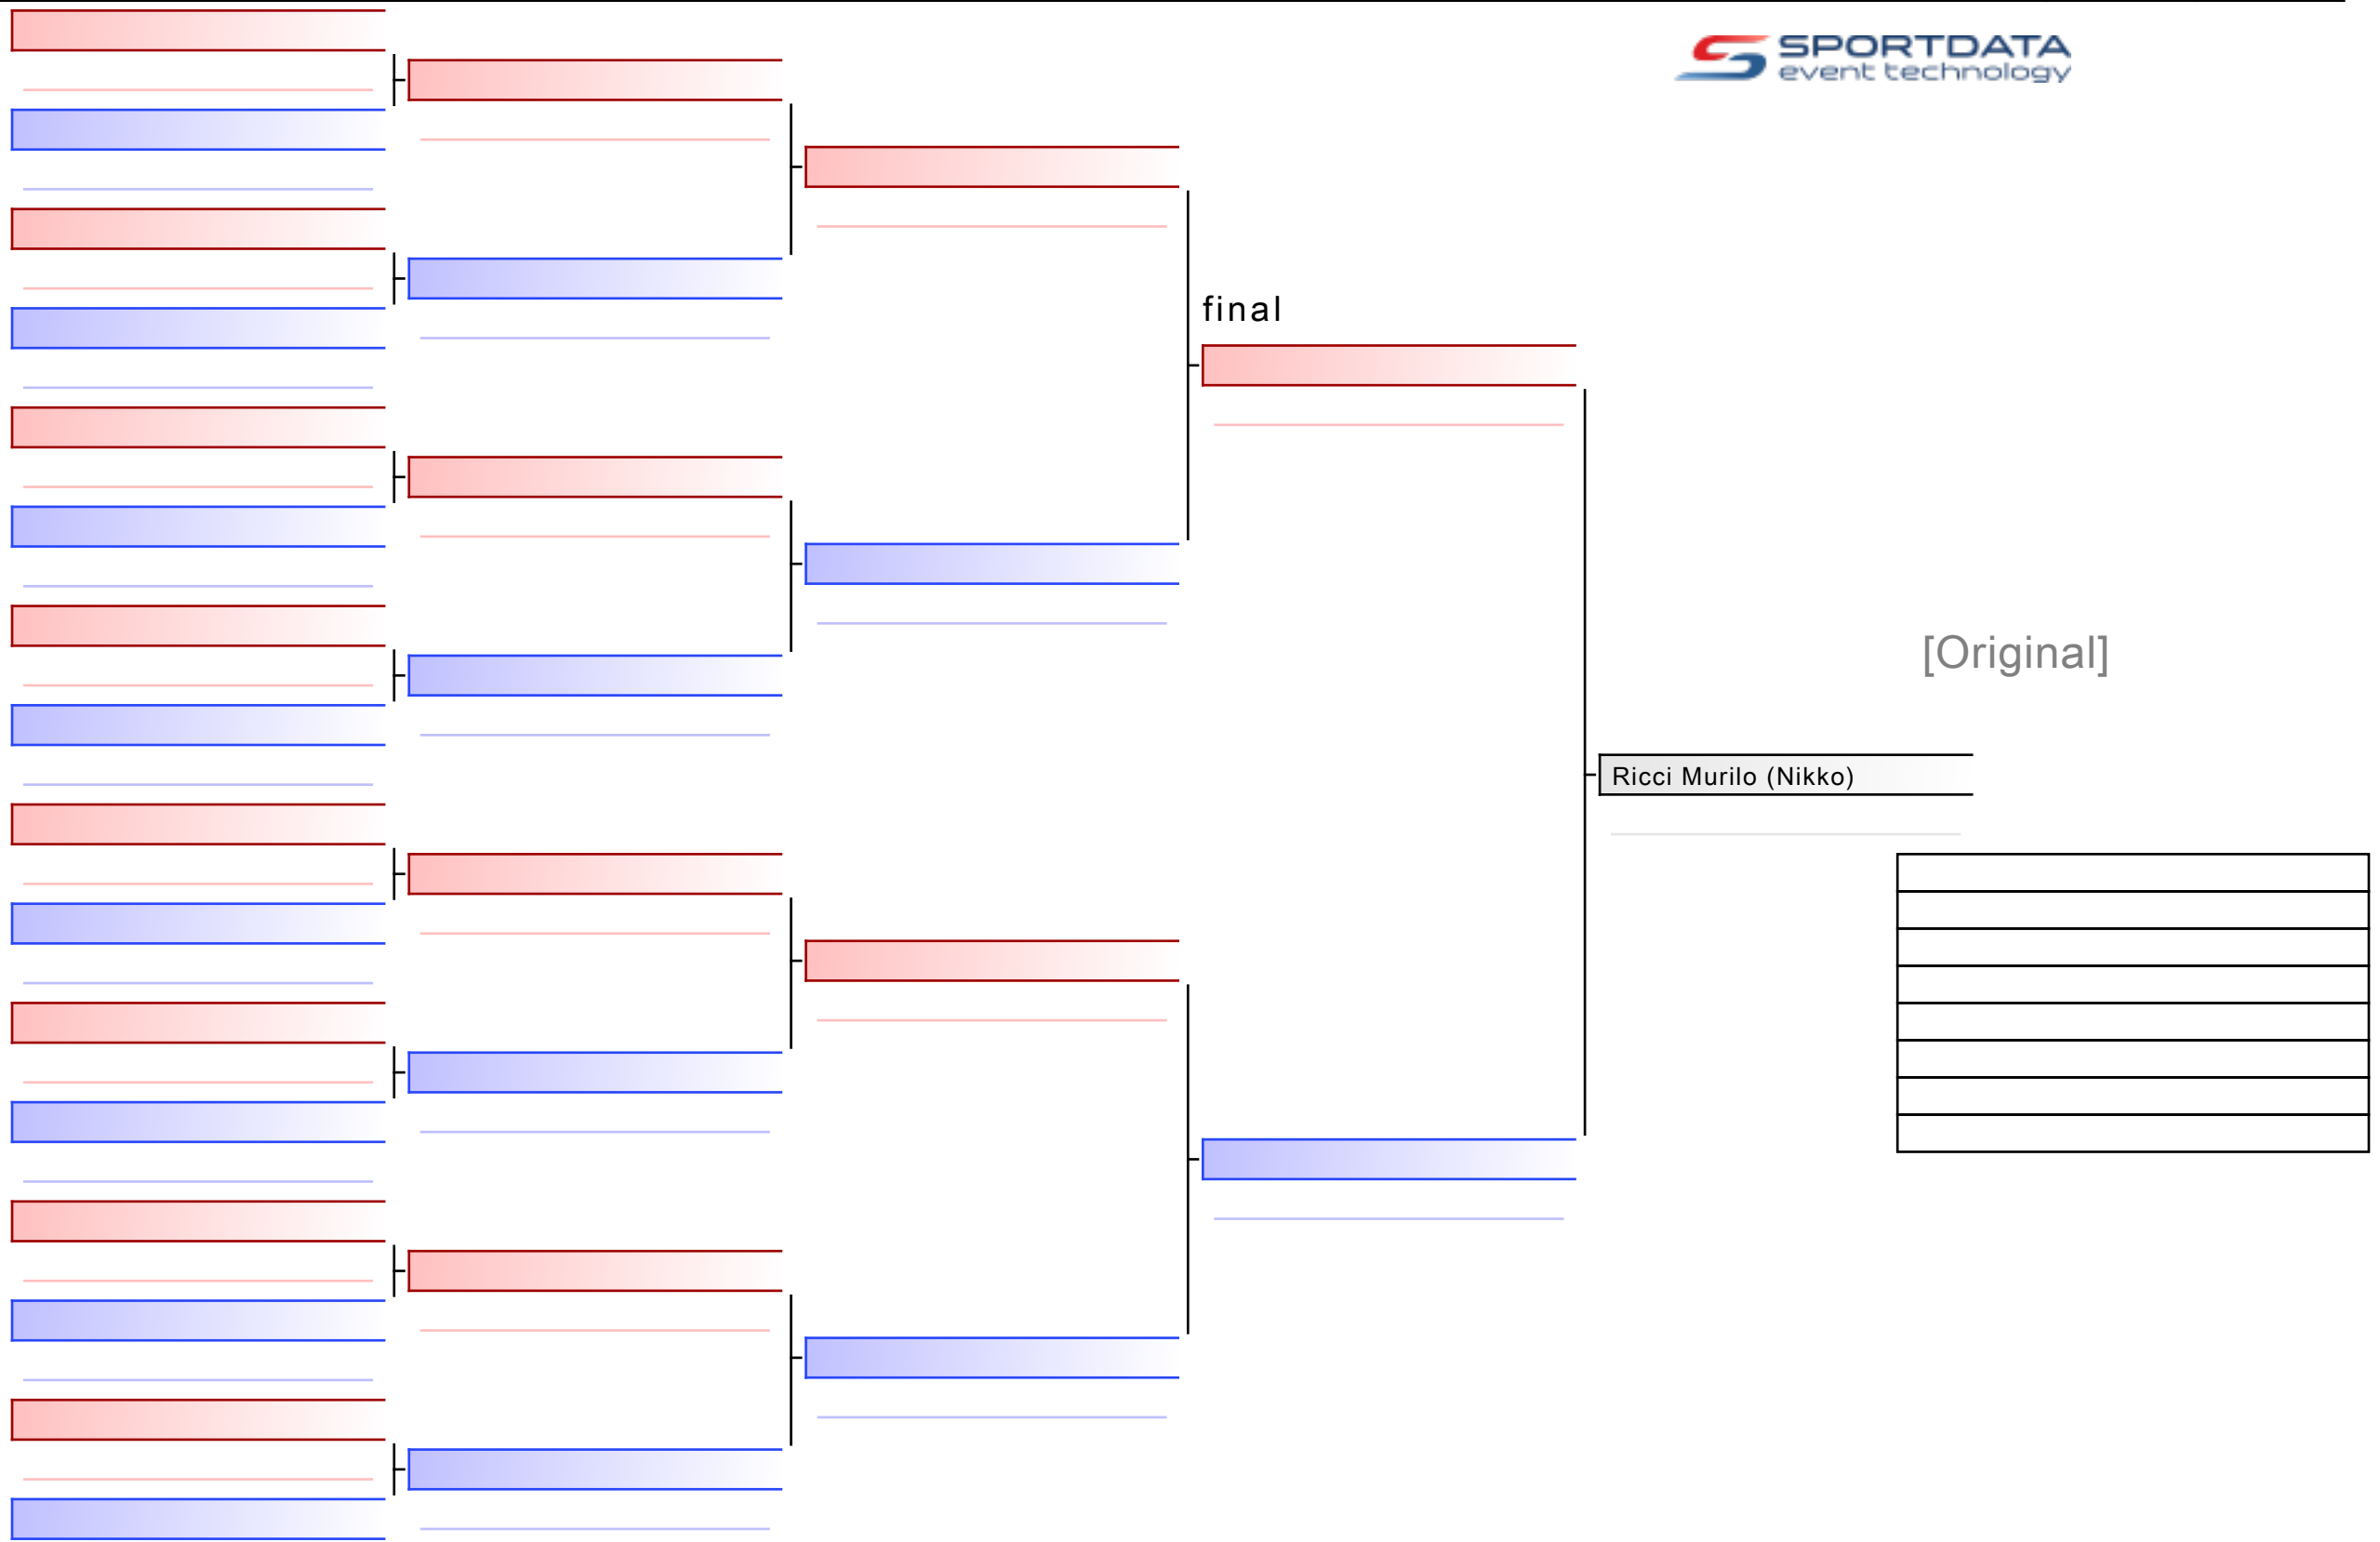 SPORTDATA
event technology
final
[Original]
Ricci Murilo (Nikko)